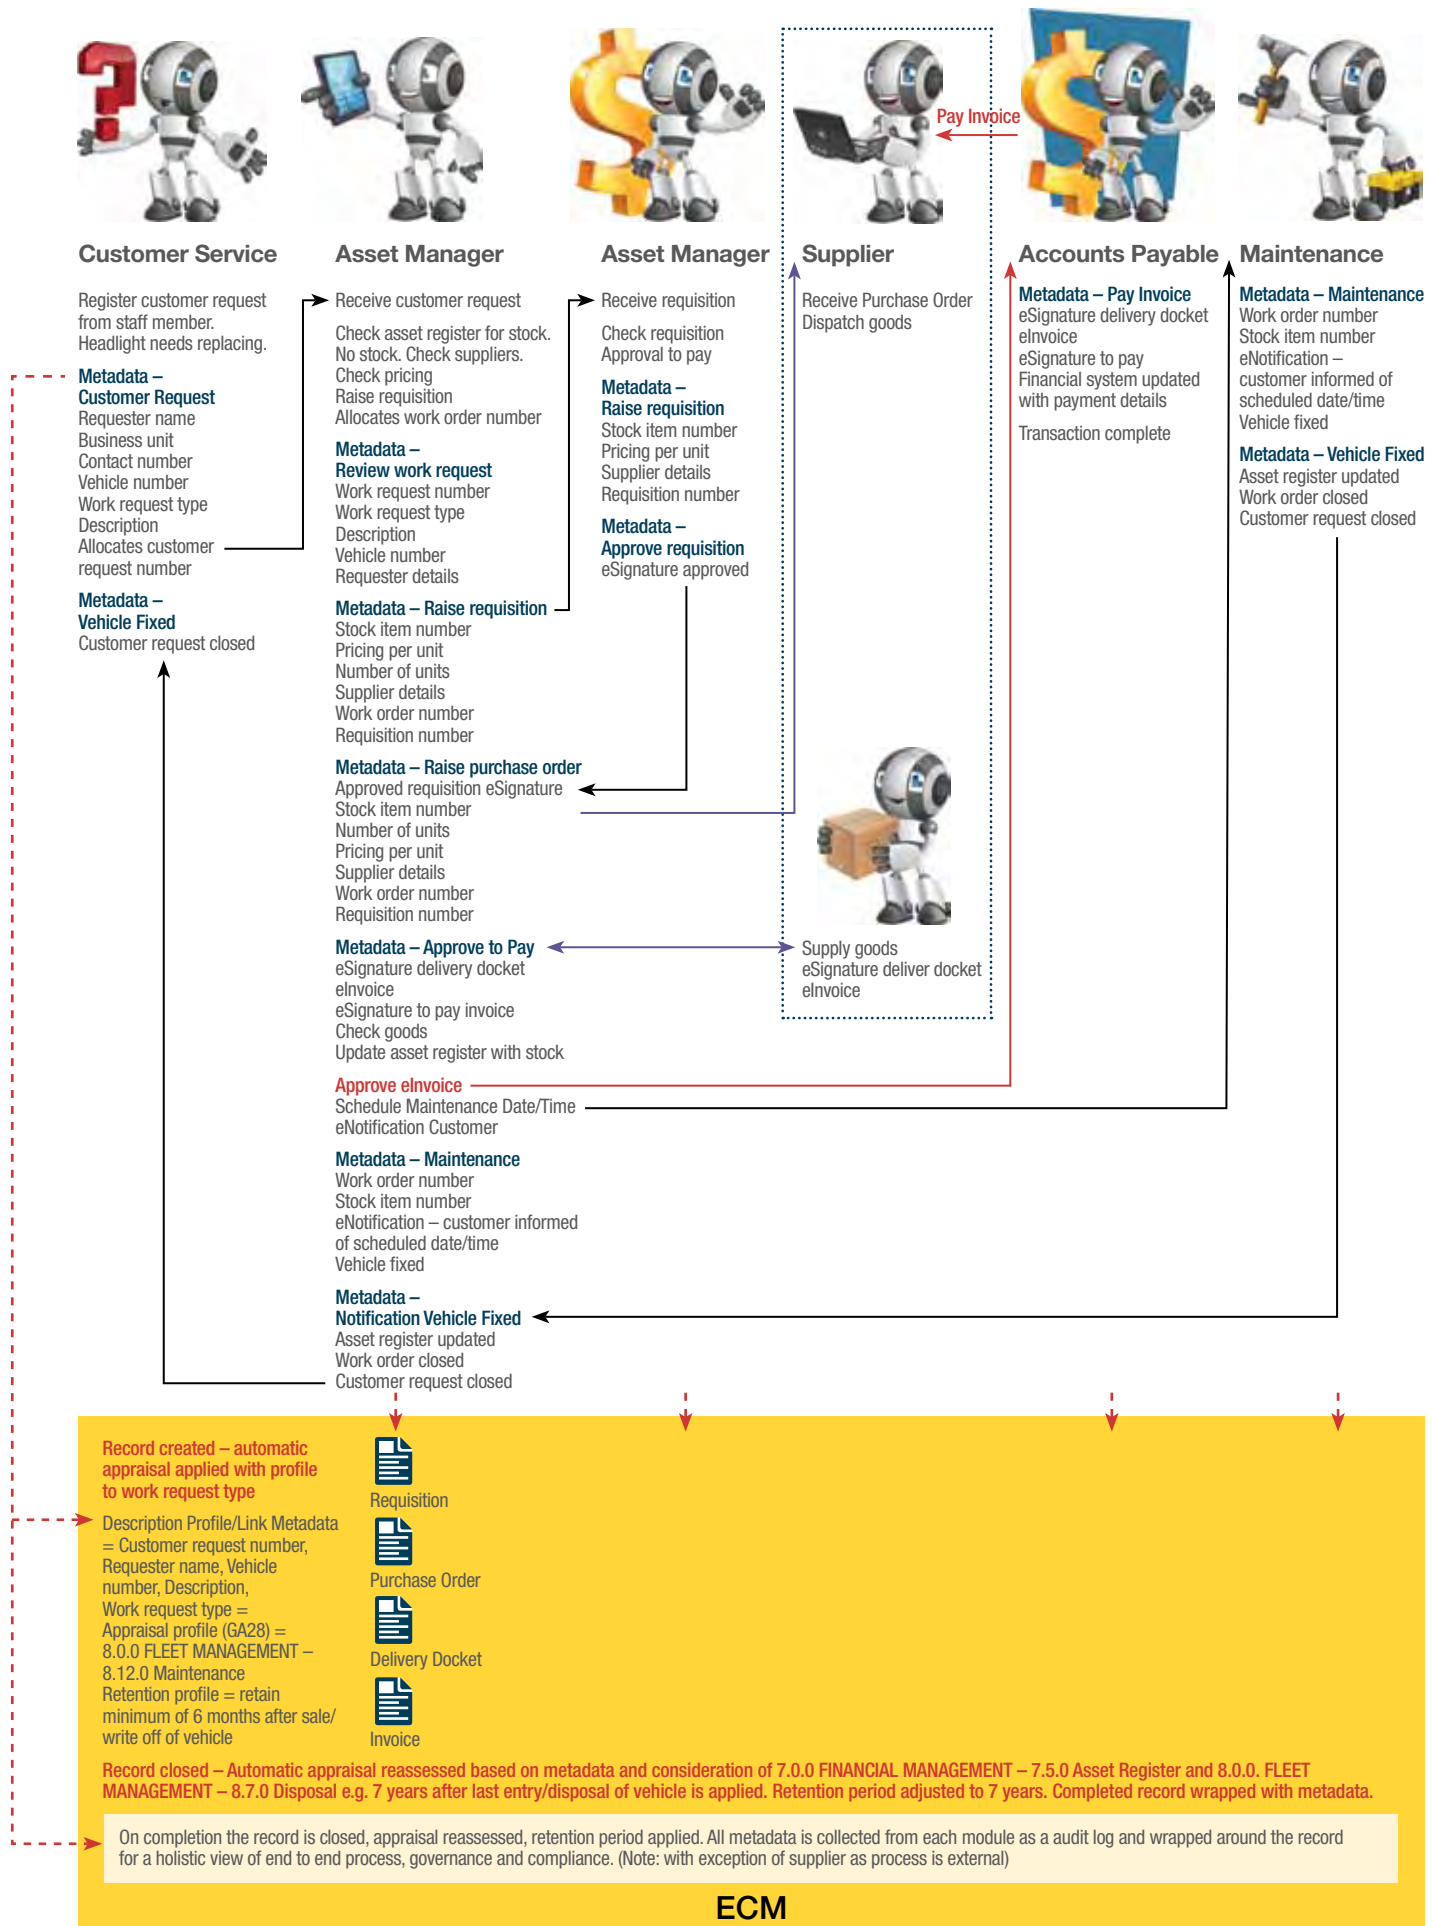 Pay Invoice
Customer Service
Register customer request
from staff member.
Headlight needs replacing.
Metadata –
Customer Request
Requester name
Business unit
Contact number
Vehicle number
Work request type
Description
Allocates customer
request number
Metadata –
Vehicle Fixed
Customer request closed
Asset Manager
Receive customer request
Check asset register for stock.
No stock. Check suppliers.
Check pricing
Raise requisition
Allocates work order number
Metadata –
Review work request
Work request number
Work request type
Description
Vehicle number
Requester details
Metadata – Raise requisition
Stock item number
Pricing per unit
Number of units
Supplier details
Work order number
Requisition number
Metadata – Raise purchase order
Approved requisition eSignature
Stock item number
Number of units
Pricing per unit
Supplier details
Work order number
Requisition number
Metadata – Approve to Pay
eSignature delivery docket
eInvoice
eSignature to pay invoice
Check goods
Update asset register with stock
Approve eInvoice
Schedule Maintenance Date/Time
eNotification Customer
Metadata – Maintenance
Work order number
Stock item number
eNotification – customer informed
of scheduled date/time
Vehicle fixed
Metadata –
Notification Vehicle Fixed
Asset register updated
Work order closed
Customer request closed
Asset Manager
Receive requisition
Check requisition
Approval to pay
Metadata –
Raise requisition
Stock item number
Pricing per unit
Supplier details
Requisition number
Metadata –
Approve requisition
eSignature approved
Supplier
Receive Purchase Order
Dispatch goods
Supply goods
eSignature deliver docket
eInvoice
Accounts Payable
Metadata – Pay Invoice
eSignature delivery docket
eInvoice
eSignature to pay
Financial system updated
with payment details
Transaction complete
Maintenance
Metadata – Maintenance
Work order number
Stock item number
eNotification –
customer informed of
scheduled date/time
Vehicle fixed
Metadata – Vehicle Fixed
Asset register updated
Work order closed
Customer request closed
Record created – automatic
appraisal applied with profile
to work request type
Description Profile/Link Metadata
= Customer request number,
Requester name, Vehicle
number, Description,
Work request type =
Appraisal profile (GA28) =
8.0.0 FLEET MANAGEMENT –
8.12.0 Maintenance
Retention profile = retain
minimum of 6 months after sale/
write off of vehicle
Requisition
Purchase Order
Delivery Docket
Invoice
Record closed – Automatic appraisal reassessed based on metadata and consideration of 7.0.0 FINANCIAL MANAGEMENT – 7.5.0 Asset Register and 8.0.0. FLEET
MANAGEMENT – 8.7.0 Disposal e.g. 7 years after last entry/disposal of vehicle is applied. Retention period adjusted to 7 years. Completed record wrapped with metadata.
On completion the record is closed, appraisal reassessed, retention period applied. All metadata is collected from each module as a audit log and wrapped around the record
for a holistic view of end to end process, governance and compliance. (Note: with exception of supplier as process is external)
ECM